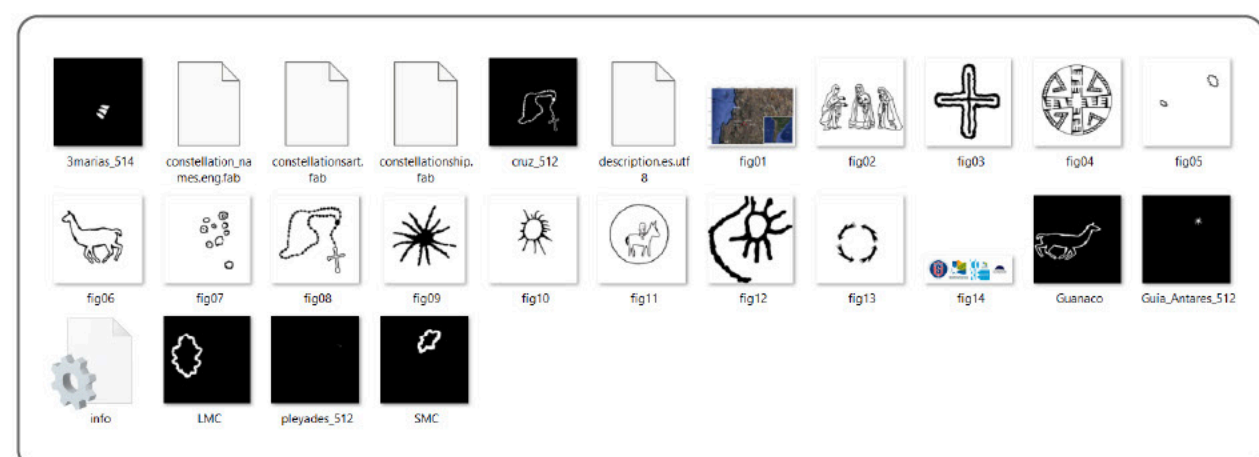 3marias_514
constellation_na
mes.eng.fab
constellationsart.
fab
constellationship.
fab
cruz_512
description.es.utf
8
fig01
fig02
fig03
fig04
fig05
fig06
fig07
fig08
fig09
fig10
fig11
fig12
fig13
fig14
Guanaco
Guia_Antares_512
info
LMC
pleyades_512
SMC